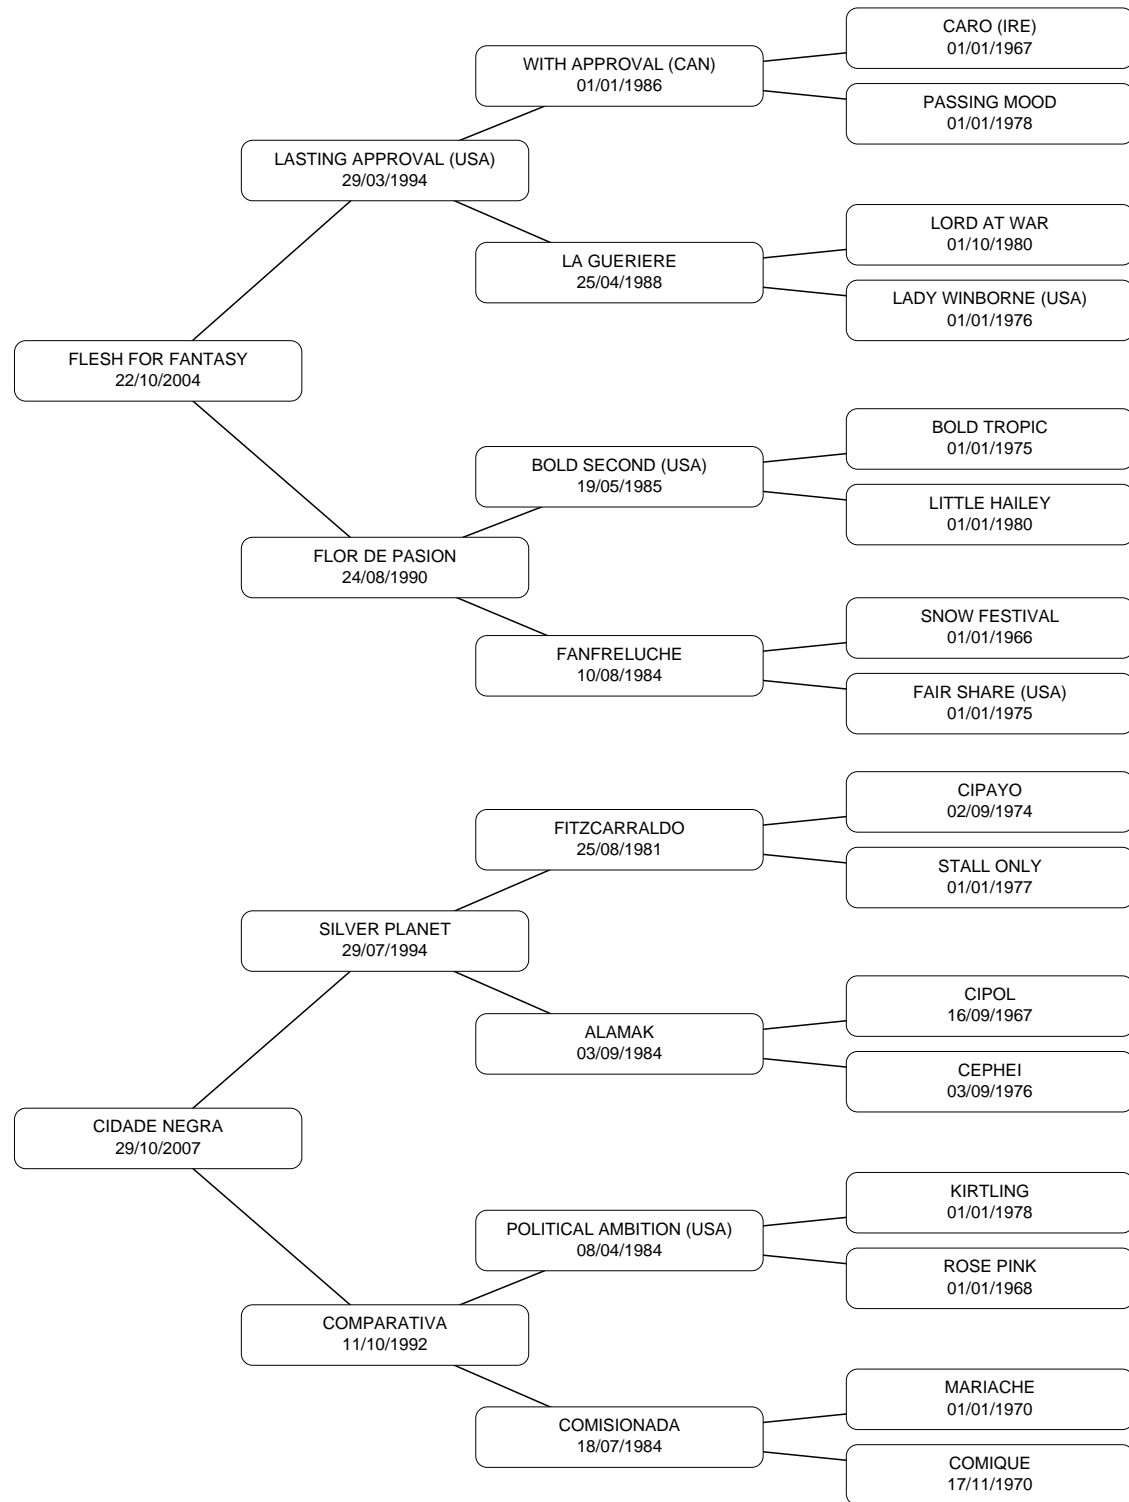 CARO (IRE)
01/01/1967
WITH APPROVAL (CAN)
01/01/1986
PASSING MOOD
01/01/1978
LASTING APPROVAL (USA)
29/03/1994
LORD AT WAR
01/10/1980
LA GUERIERE
25/04/1988
LADY WINBORNE (USA)
01/01/1976
FLESH FOR FANTASY
22/10/2004
BOLD TROPIC
01/01/1975
BOLD SECOND (USA)
19/05/1985
LITTLE HAILEY
01/01/1980
FLOR DE PASION
24/08/1990
SNOW FESTIVAL
01/01/1966
FANFRELUCHE
10/08/1984
FAIR SHARE (USA)
01/01/1975
CIPAYO
02/09/1974
FITZCARRALDO
25/08/1981
STALL ONLY
01/01/1977
SILVER PLANET
29/07/1994
CIPOL
16/09/1967
ALAMAK
03/09/1984
CEPHEI
03/09/1976
CIDADE NEGRA
29/10/2007
KIRTLING
01/01/1978
POLITICAL AMBITION (USA)
08/04/1984
ROSE PINK
01/01/1968
COMPARATIVA
11/10/1992
MARIACHE
01/01/1970
COMISIONADA
18/07/1984
COMIQUE
17/11/1970